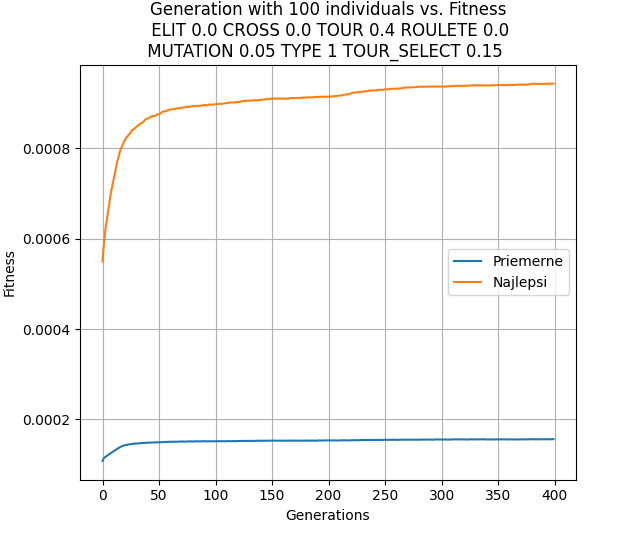 Generation with 100 individuals vs. Fitness
ELIT 0.0 CROSS 0.0 TOUR 0.4 ROULETE 0.0
MUTATION 0.05 TYPE 1 TOUR_SELECT 0.15
0.0008
0.0006
0.0004
0.0002
Fitness
Priemerne
Najlepsi
0 50 100 150 200 250 300 350 400
Generations